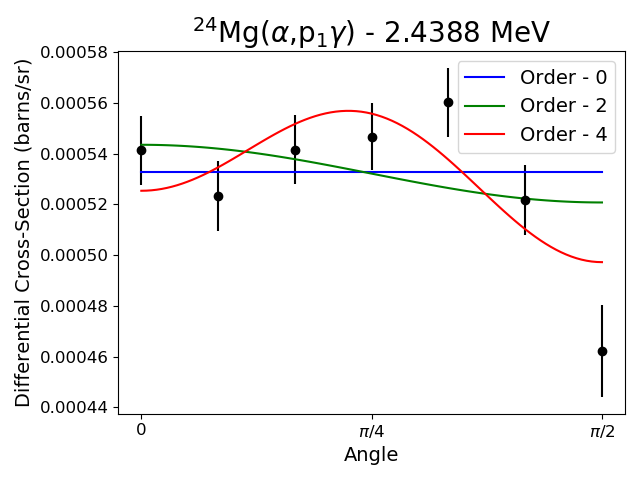 ²⁴Mg(α,p₁γ) - 2.4388 MeV
Differential Cross-Section (barns/sr)
0.00058
0.00056
0.00054
0.00052
0.00050
0.00048
0.00046
0.00044
Order - 0
Order - 2
Order - 4
0
π/4
π/2
Angle